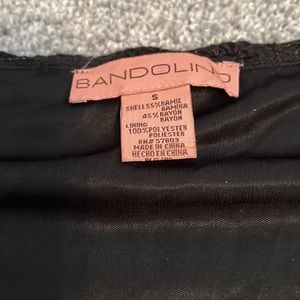 BANDOLINO
S
SHELL 55% RAMIE
RAMINA
45% RAYON
RAYON
LINING
100% POLYESTER
POLIESTER
RN# 57803
MADE IN CHINA
HECHO EN CHINA